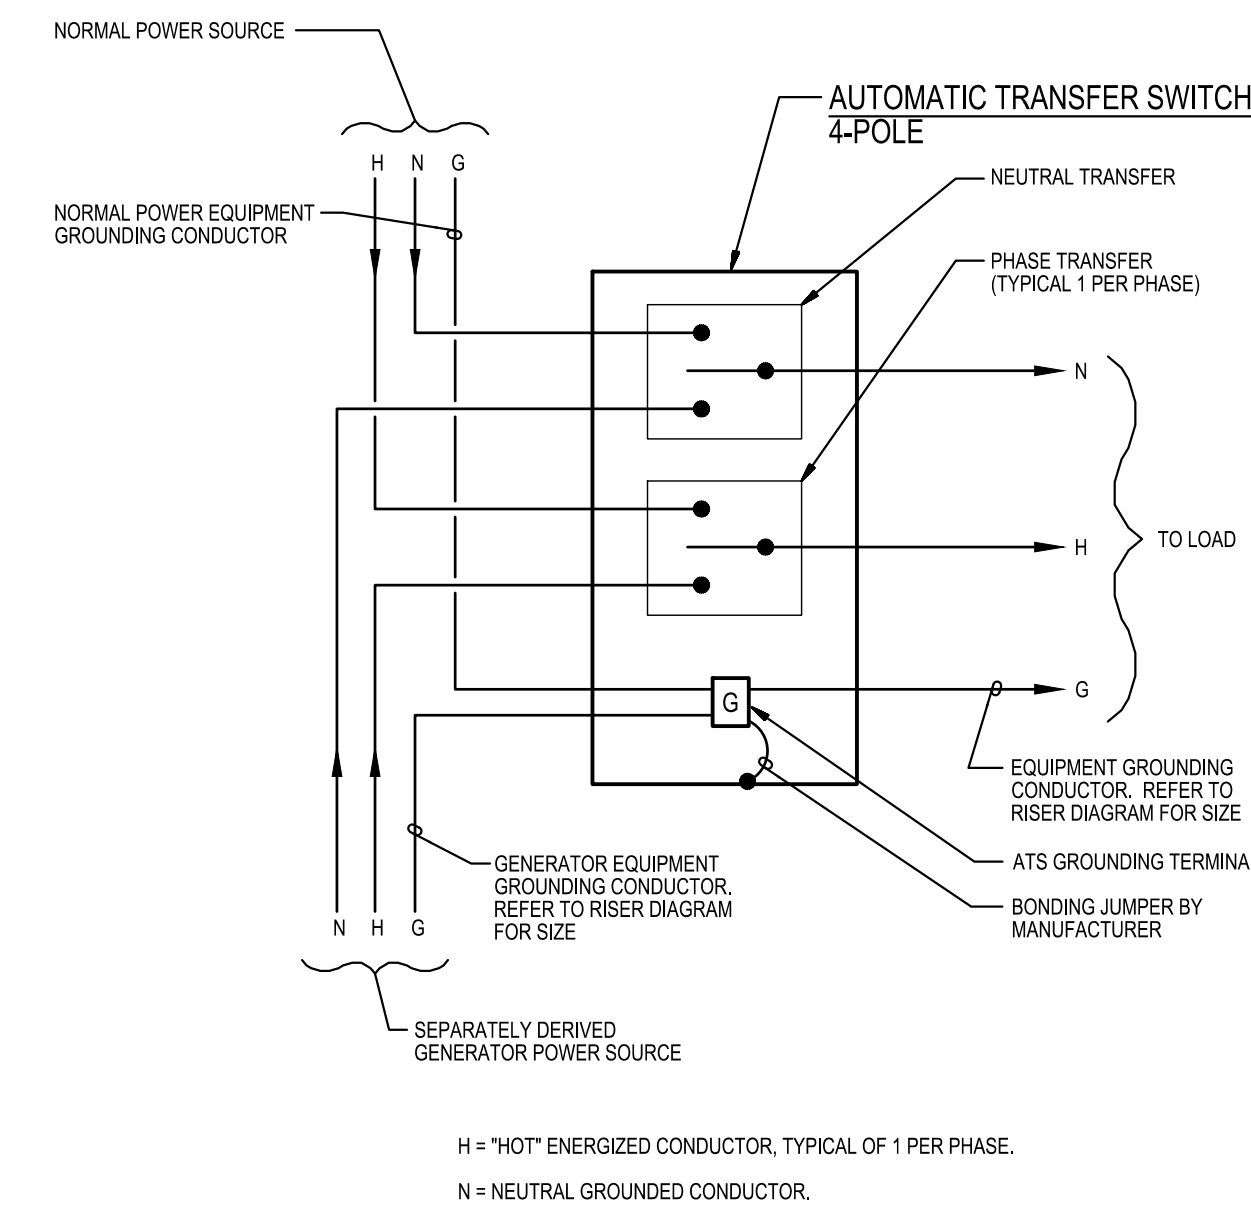 NORMAL POWER SOURCE
AUTOMATIC TRANSFER SWITCH
4-POLE
H N G
NEUTRAL TRANSFER
NORMAL POWER EQUIPMENT
GROUNDING CONDUCTOR
PHASE TRANSFER
(TYPICAL 1 PER PHASE)
N
H
TO LOAD
G
G
EQUIPMENT GROUNDING
CONDUCTOR. REFER TO
RISER DIAGRAM FOR SIZE
GENERATOR EQUIPMENT
GROUNDING CONDUCTOR.
REFER TO RISER DIAGRAM
FOR SIZE
ATS GROUNDING TERMINA
BONDING JUMPER BY
MANUFACTURER
N H G
SEPARATELY DERIVED
GENERATOR POWER SOURCE
H = "HOT" ENERGIZED CONDUCTOR, TYPICAL OF 1 PER PHASE.
N = NEUTRAL GROUNDED CONDUCTOR.